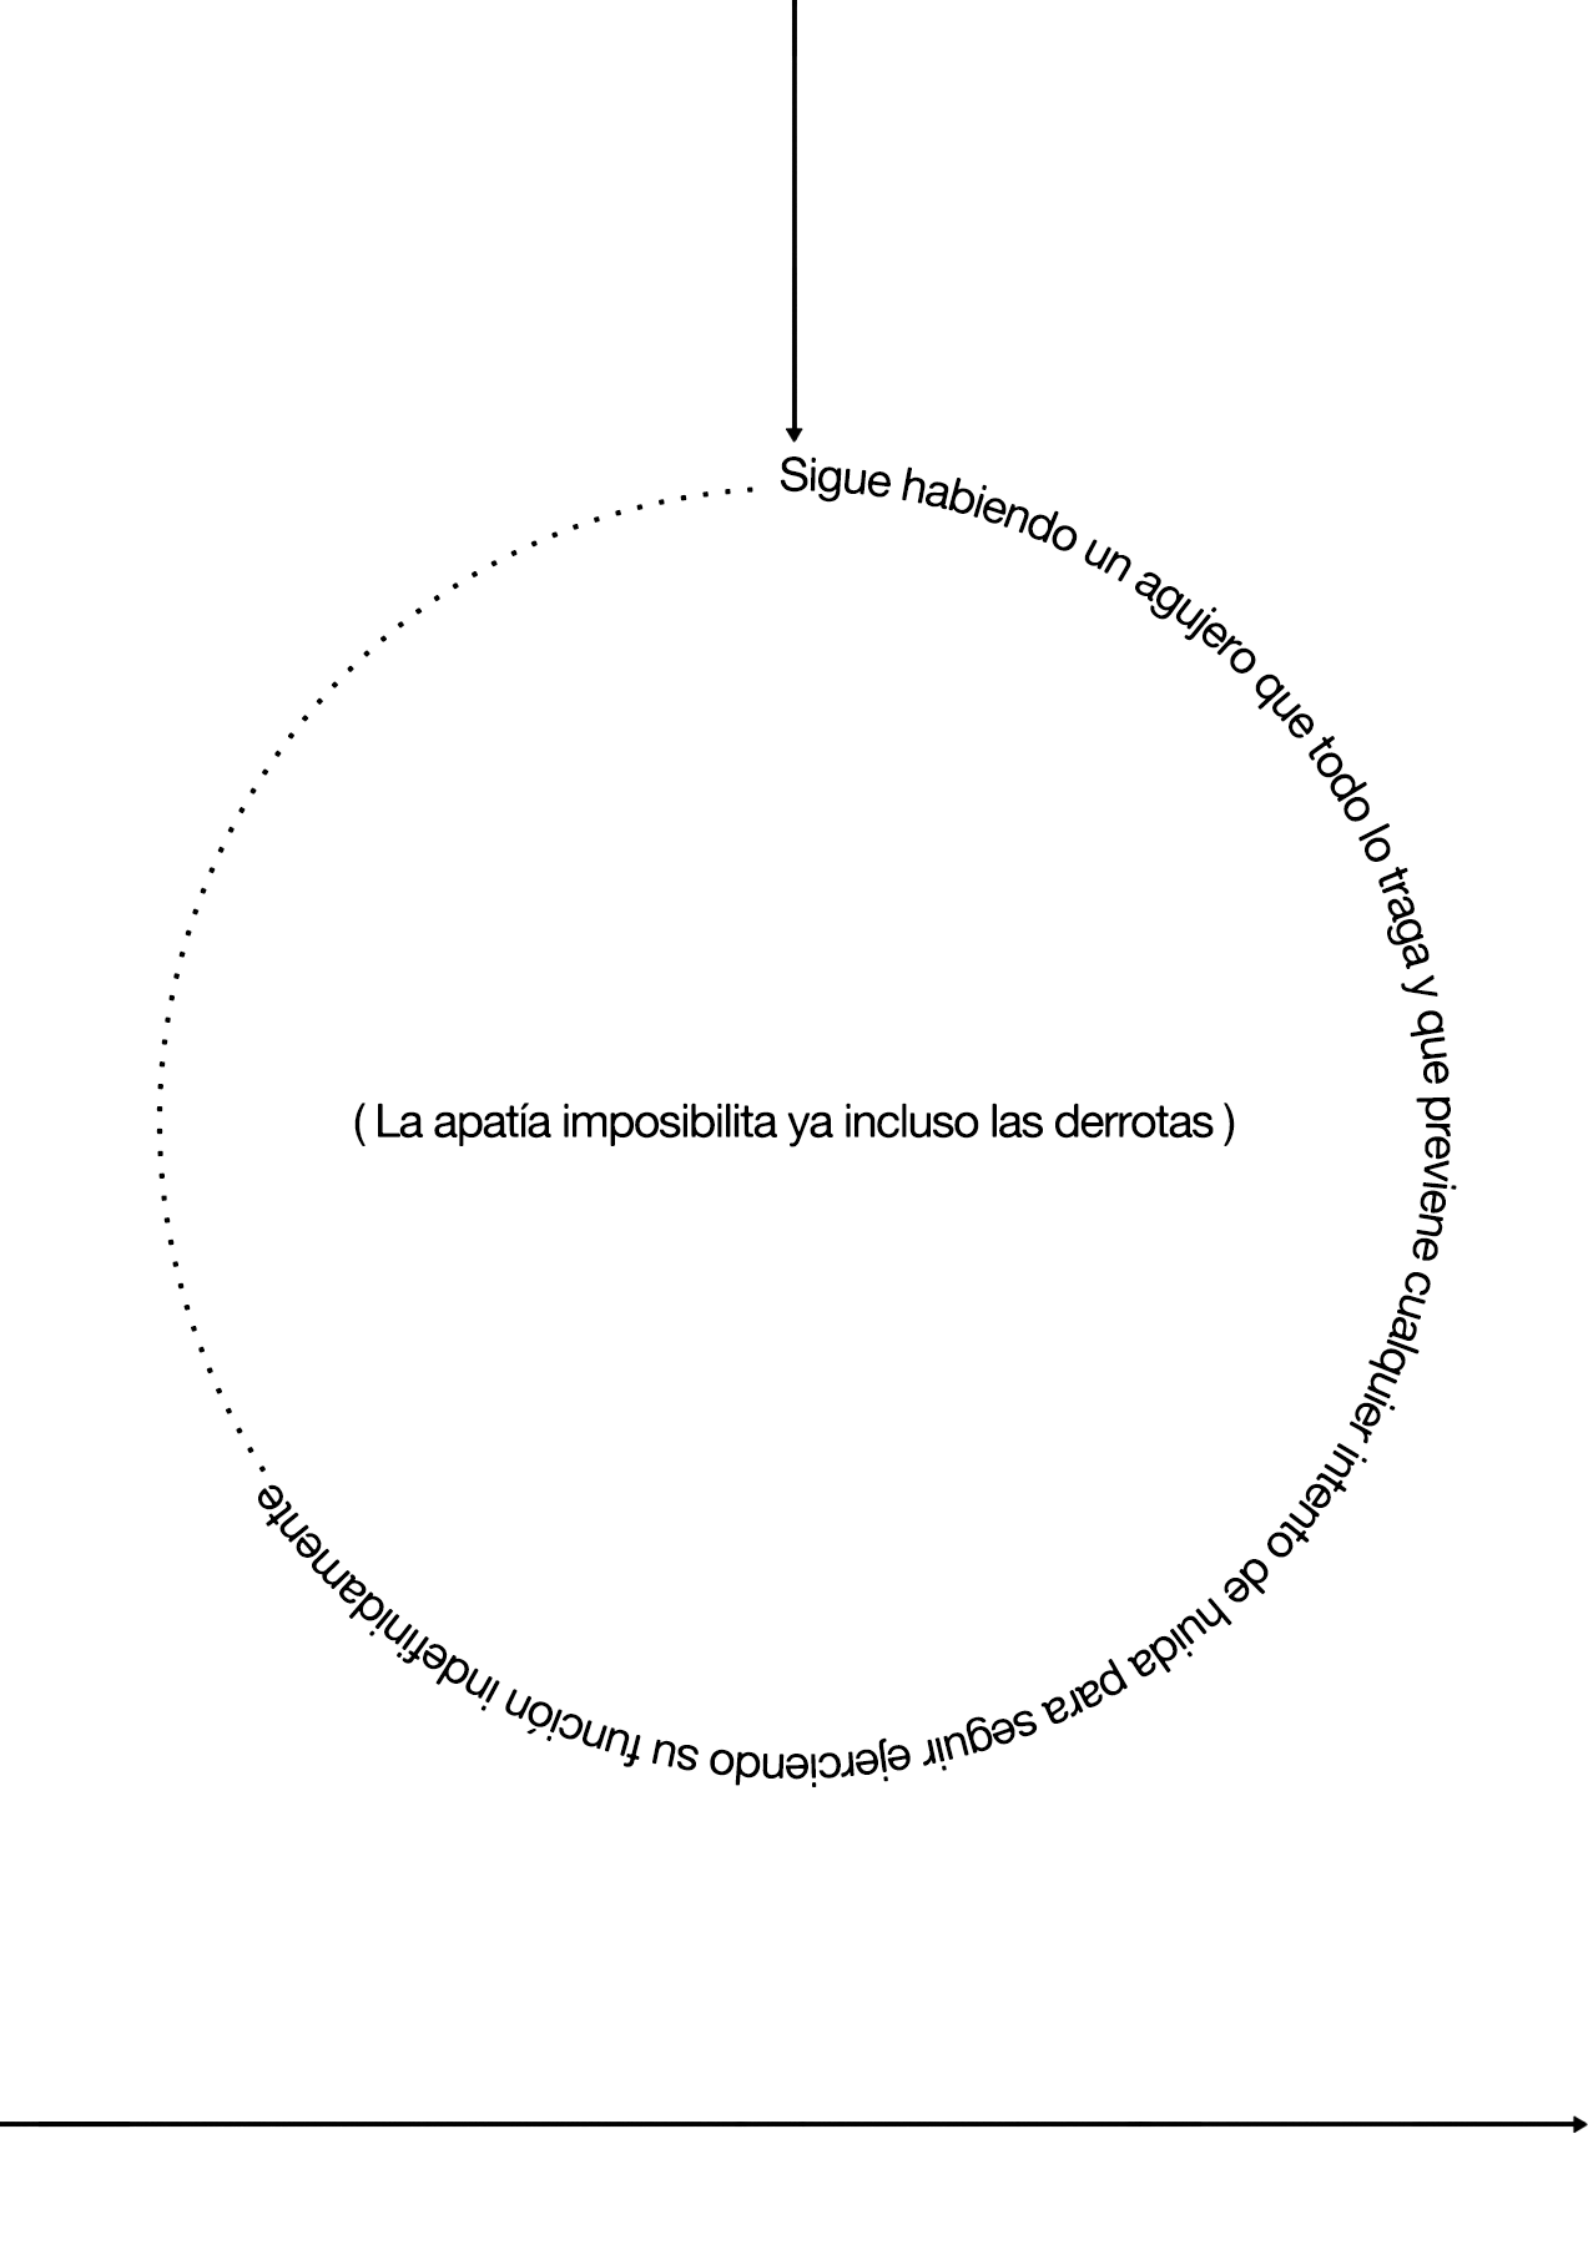 Sigue habiendo un agujero que todo lo traga y que previene cualquier intento de huida para seguir ejerciendo su función indefinidamente . . . . . . . . . . . . . . . . . . . . . . . . . . . . . . . . . . . . . . . . . . . . . . . . . . . . . . . . .
( La apatía imposibilita ya incluso las derrotas )